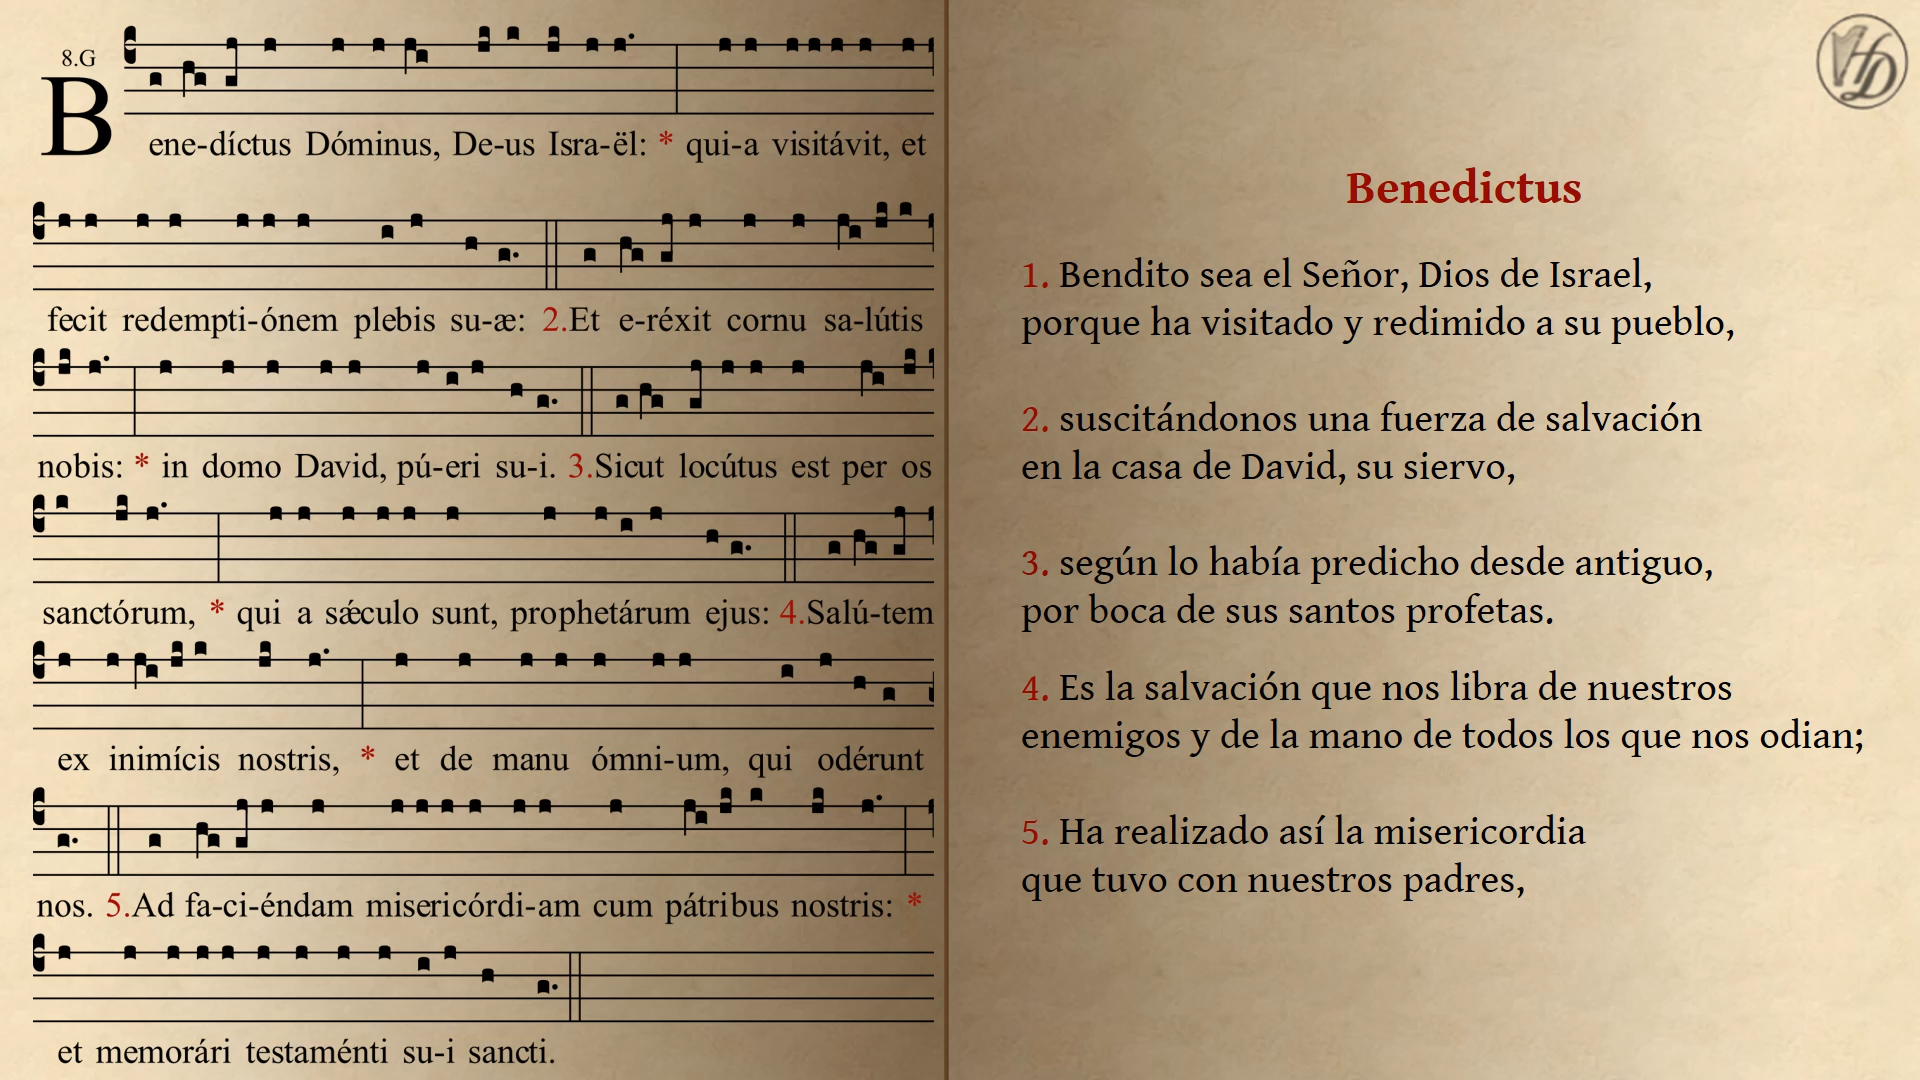 8.G
Benedíctus Dóminus, De-us Isra-ël: * qui-a visitávit, et
fecit redempti-ónem plebis su-æ: 2.Et e-réxit cornu sa-lútis
nobis: * in domo David, pú-eri su-i. 3.Sicut locútus est per os
sanctórum, * qui a sǽculo sunt, prophetárum ejus: 4.Salú-tem
ex inimícis nostris, * et de manu ómni-um, qui odérunt
nos. 5.Ad fa-ci-éndam misericórdi-am cum pátribus nostris: *
et memorári testaménti su-i sancti.
HD
Benedictus
1. Bendito sea el Señor, Dios de Israel,
porque ha visitado y redimido a su pueblo,
2. suscitándonos una fuerza de salvación
en la casa de David, su siervo,
3. según lo había predicho desde antiguo,
por boca de sus santos profetas.
4. Es la salvación que nos libra de nuestros
enemigos y de la mano de todos los que nos odian;
5. Ha realizado así la misericordia
que tuvo con nuestros padres,